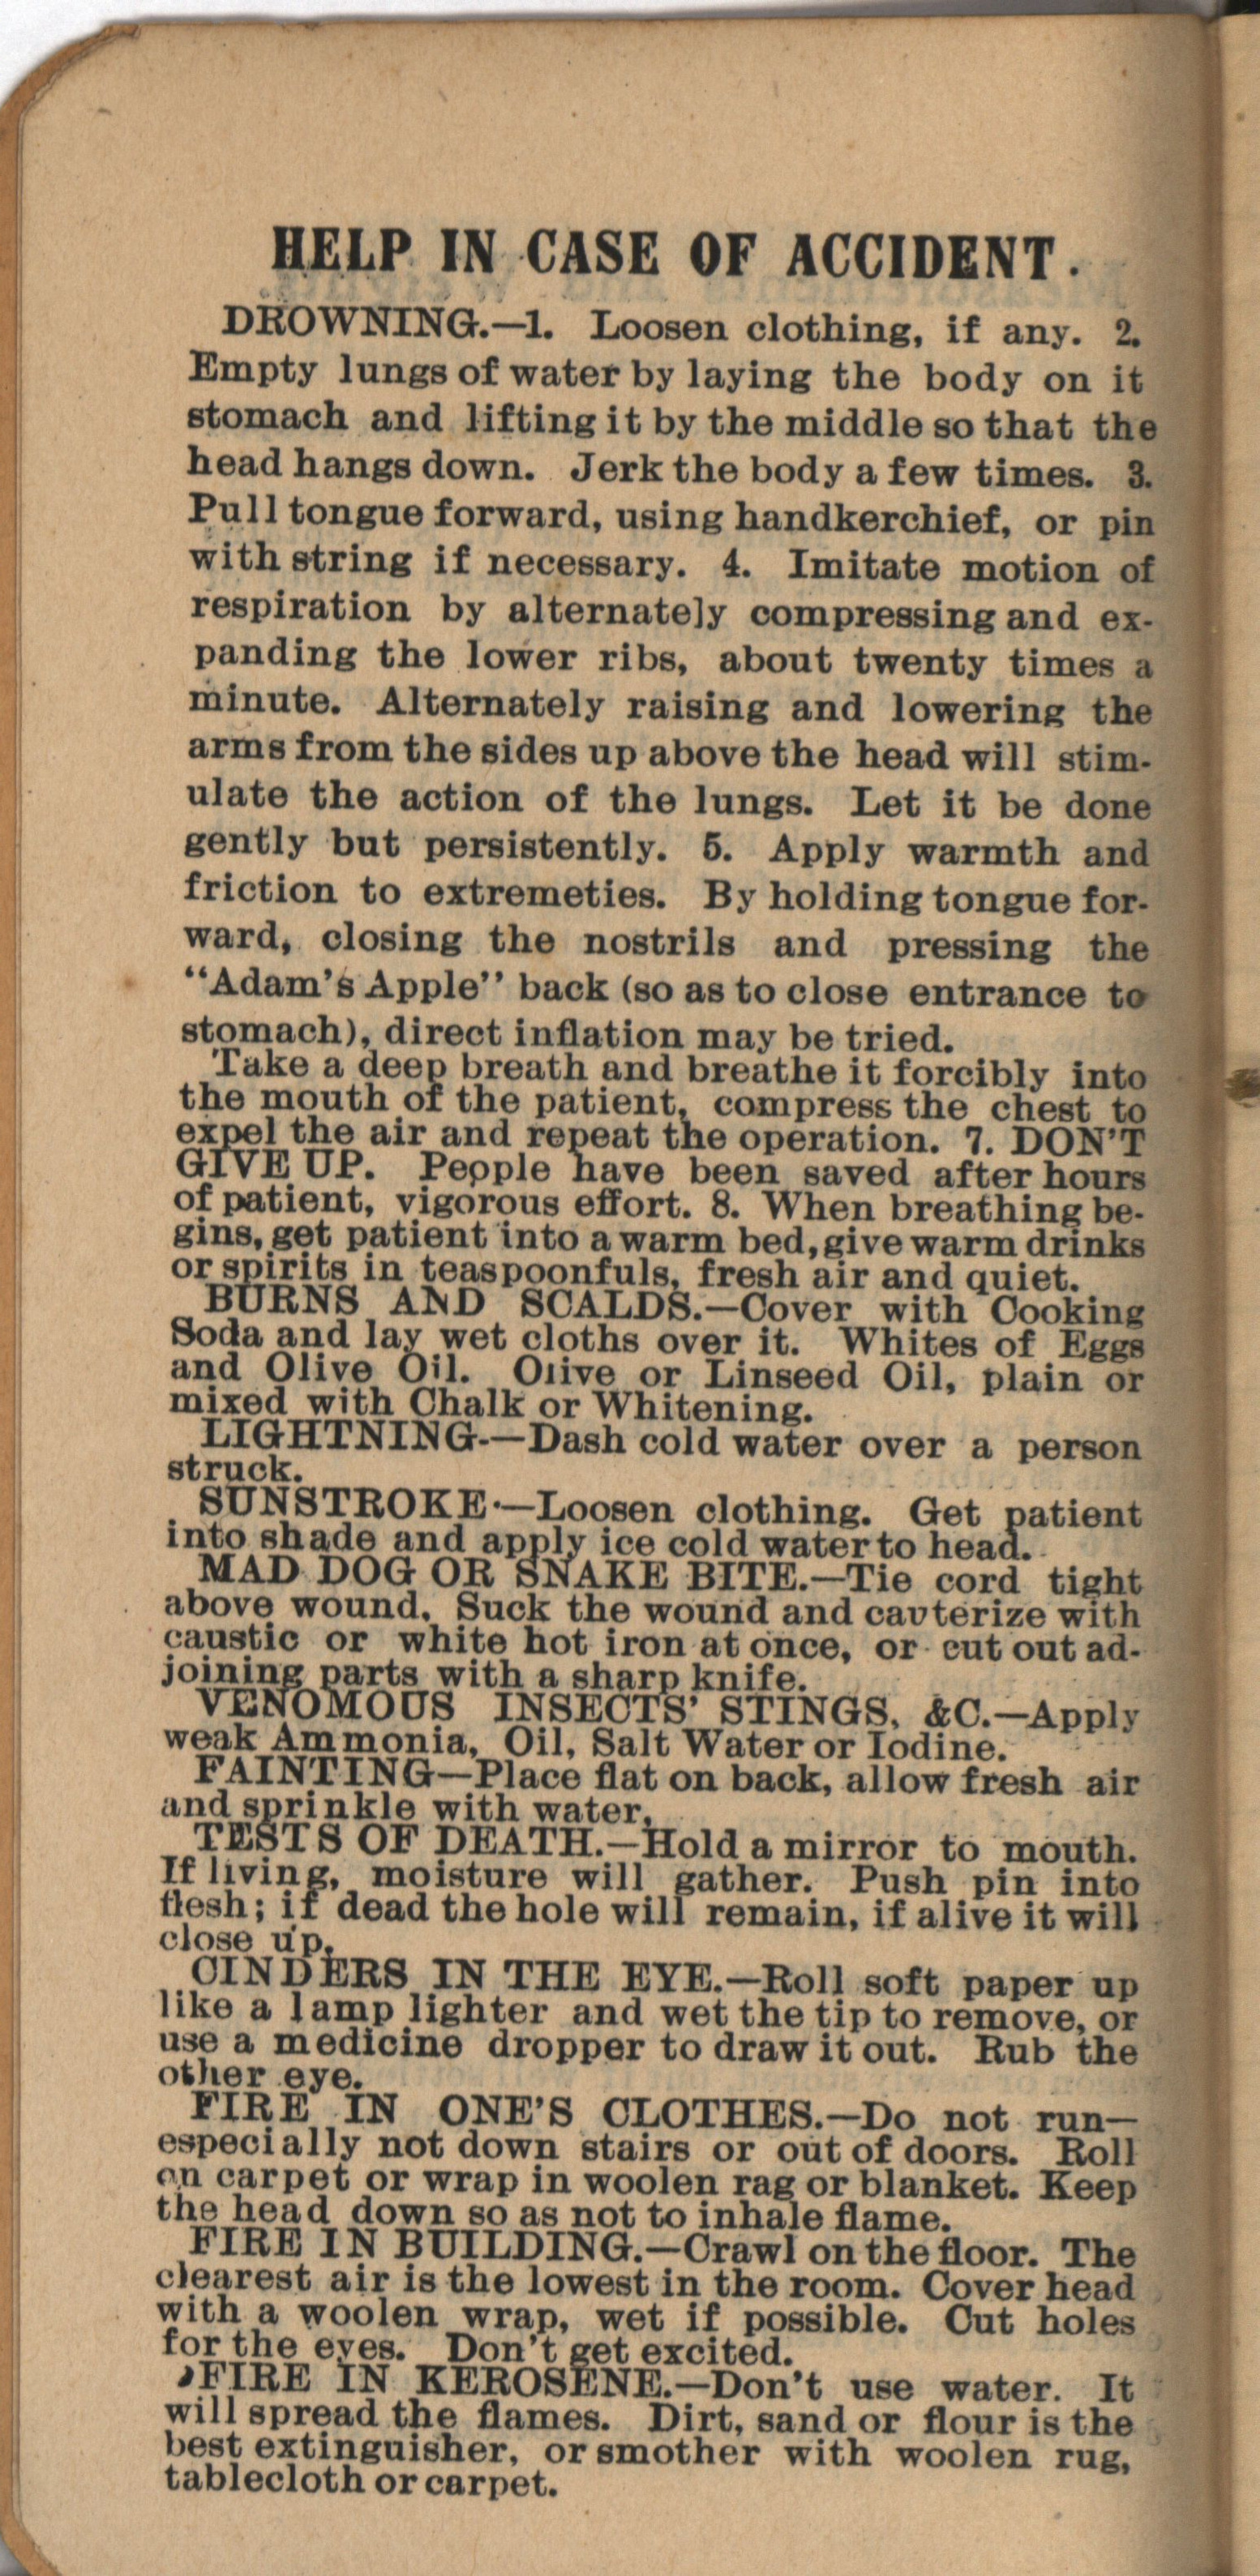 HELP IN CASE OF ACCIDENT.
DROWNING.—1. Loosen clothing, if any. 2.
Empty lungs of water by laying the body on it
stomach and lifting it by the middle so that the
head hangs down. Jerk the body a few times. 3.
Pull tongue forward, using handkerchief, or pin
with string if necessary. 4. Imitate motion of
respiration by alternately compressing and ex-
panding the lower ribs, about twenty times a
minute. Alternately raising and lowering the
arms from the sides up above the head will stim-
ulate the action of the lungs. Let it be done
gently but persistently. 5. Apply warmth and
friction to extremeties. By holding tongue for-
ward, closing the nostrils and pressing the
“Adam’s Apple” back (so as to close entrance to
stomach), direct inflation may be tried.
Take a deep breath and breathe it forcibly into
the mouth of the patient, compress the chest to
expel the air and repeat the operation. 7. DON’T
GIVE UP. People have been saved after hours
of patient, vigorous effort. 8. When breathing be-
gins, get patient into a warm bed, give warm drinks
or spirits in teaspoonfuls, fresh air and quiet.
BURNS AND SCALDS.—Cover with Cooking
Soda and lay wet cloths over it. Whites of Eggs
and Olive Oil. Olive or Linseed Oil, plain or
mixed with Chalk or Whitening.
LIGHTNING-—Dash cold water over a person
struck.
SUNSTROKE·—Loosen clothing. Get patient
into shade and apply ice cold water to head.
MAD DOG OR SNAKE BITE.—Tie cord tight
above wound. Suck the wound and cauterize with
caustic or white hot iron at once, or cut out ad-
joining parts with a sharp knife.
VENOMOUS INSECTS’ STINGS, &C.—Apply
weak Ammonia, Oil, Salt Water or Iodine.
FAINTING—Place flat on back, allow fresh air
and sprinkle with water,
TESTS OF DEATH.—Hold a mirror to mouth.
If living, moisture will gather. Push pin into
flesh; if dead the hole will remain, if alive it will
close up.
CINDERS IN THE EYE.—Roll soft paper up
like a lamp lighter and wet the tip to remove, or
use a medicine dropper to draw it out. Rub the
other eye.
FIRE IN ONE’S CLOTHES.—Do not run—
especially not down stairs or out of doors. Roll
on carpet or wrap in woolen rag or blanket. Keep
the head down so as not to inhale flame.
FIRE IN BUILDING.—Crawl on the floor. The
clearest air is the lowest in the room. Cover head
with a woolen wrap, wet if possible. Cut holes
for the eyes. Don’t get excited.
FIRE IN KEROSENE.—Don’t use water. It
will spread the flames. Dirt, sand or flour is the
best extinguisher, or smother with woolen rug,
tablecloth or carpet.